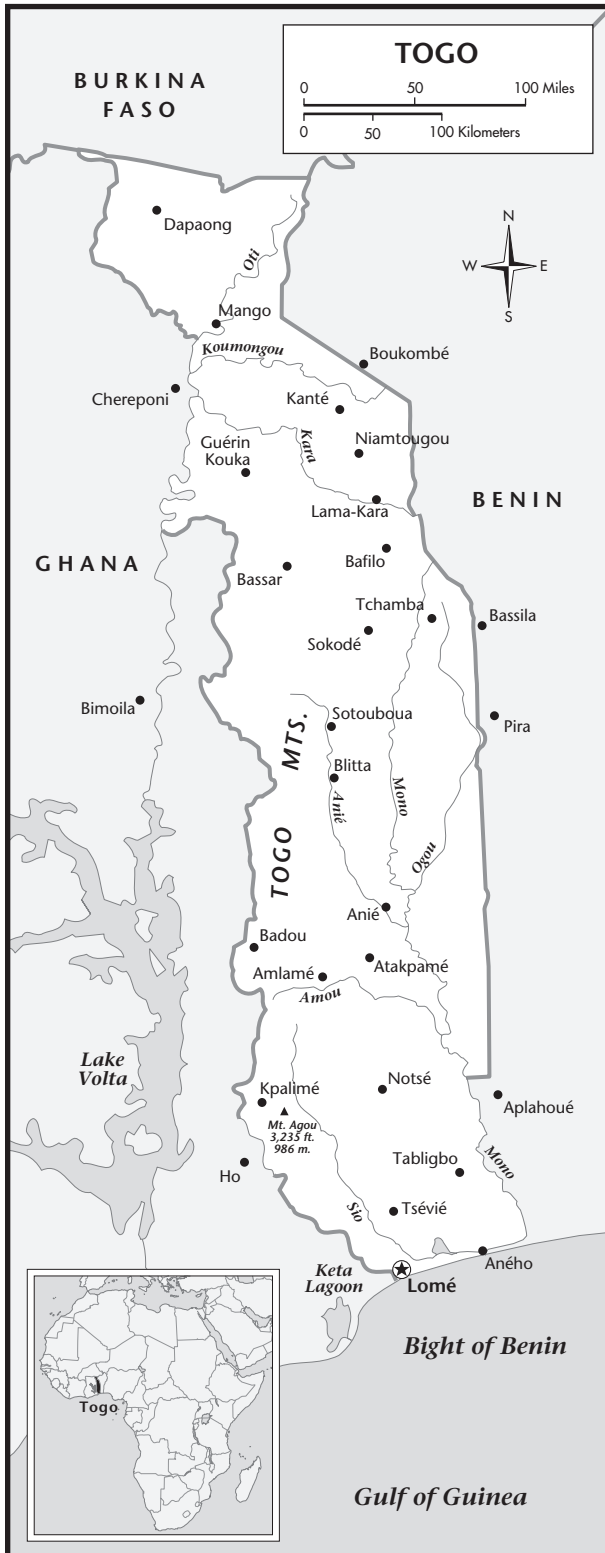 TOGO
0 50 100 Miles
0 50 100 Kilometers
BURKINA
FASO
N
W E
S
Dapaong
Oti
Mango
Koumongou
Boukombé
Chereponi
Kanté
Kara
Niamtougou
Guérin
Kouka
Lama-Kara
BENIN
GHANA
Bafilo
Bassar
Tchamba
Bassila
Sokodé
Bimoila
Sotouboua
Pira
TOGO MTS.
Blitta
Anié
Mono
Ogou
Anié
Badou
Atakpamé
Amlamé
Amou
Lake
Volta
Kpalimé
Notsé
Aplahoué
Mt. Agou
3,235 ft.
986 m.
Ho
Tabligbo
Mono
Sio
Tsévié
Aného
Keta
Lagoon
Lomé
Bight of Benin
Togo
Gulf of Guinea